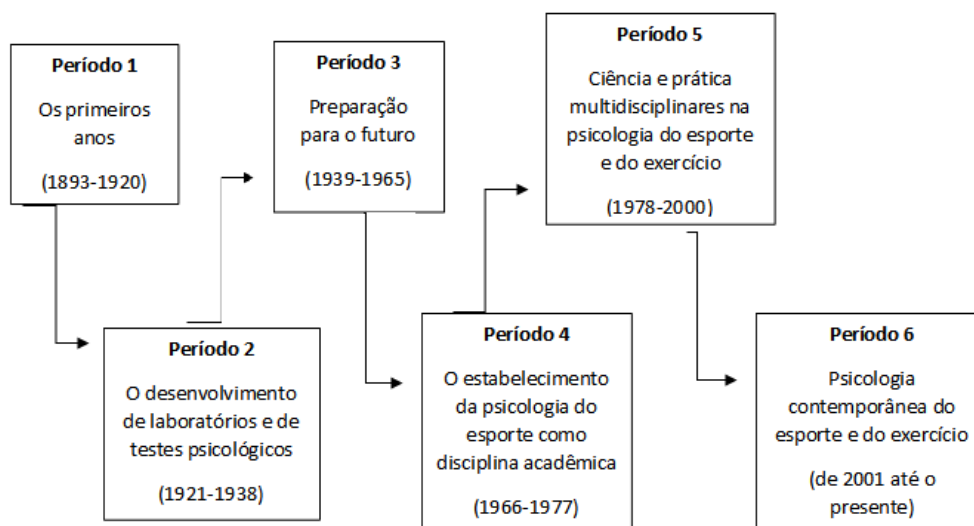 Período 1
Os primeiros
anos
(1893-1920)
Período 2
O desenvolvimento
de laboratórios e de
testes psicológicos
(1921-1938)
Período 3
Preparação
para o futuro
(1939-1965)
Período 4
O estabelecimento
da psicologia do
esporte como
disciplina acadêmica
(1966-1977)
Período 5
Ciência e prática
multidisciplinares na
psicologia do esporte
e do exercício
(1978-2000)
Período 6
Psicologia
contemporânea do
esporte e do exercício
(de 2001 até o
presente)